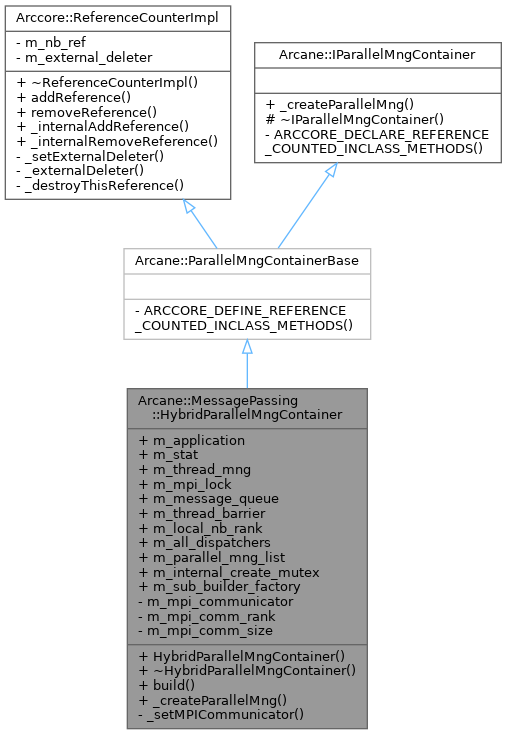 Arccore::ReferenceCounterImpl
- m_nb_ref
- m_external_deleter
+ ~ReferenceCounterImpl()
+ addReference()
+ removeReference()
+ _internalAddReference()
+ _internalRemoveReference()
- _setExternalDeleter()
- _externalDeleter()
- _destroyThisReference()
Arcane::IParallelMngContainer
+ _createParallelMng()
# ~IParallelMngContainer()
- ARCCORE_DECLARE_REFERENCE
_COUNTED_INCLASS_METHODS()
Arcane::ParallelMngContainerBase
- ARCCORE_DEFINE_REFERENCE
_COUNTED_INCLASS_METHODS()
Arcane::MessagePassing
::HybridParallelMngContainer
+ m_application
+ m_stat
+ m_thread_mng
+ m_mpi_lock
+ m_message_queue
+ m_thread_barrier
+ m_local_nb_rank
+ m_all_dispatchers
+ m_parallel_mng_list
+ m_internal_create_mutex
+ m_sub_builder_factory
- m_mpi_communicator
- m_mpi_comm_rank
- m_mpi_comm_size
+ HybridParallelMngContainer()
+ ~HybridParallelMngContainer()
+ build()
+ _createParallelMng()
- _setMPICommunicator()